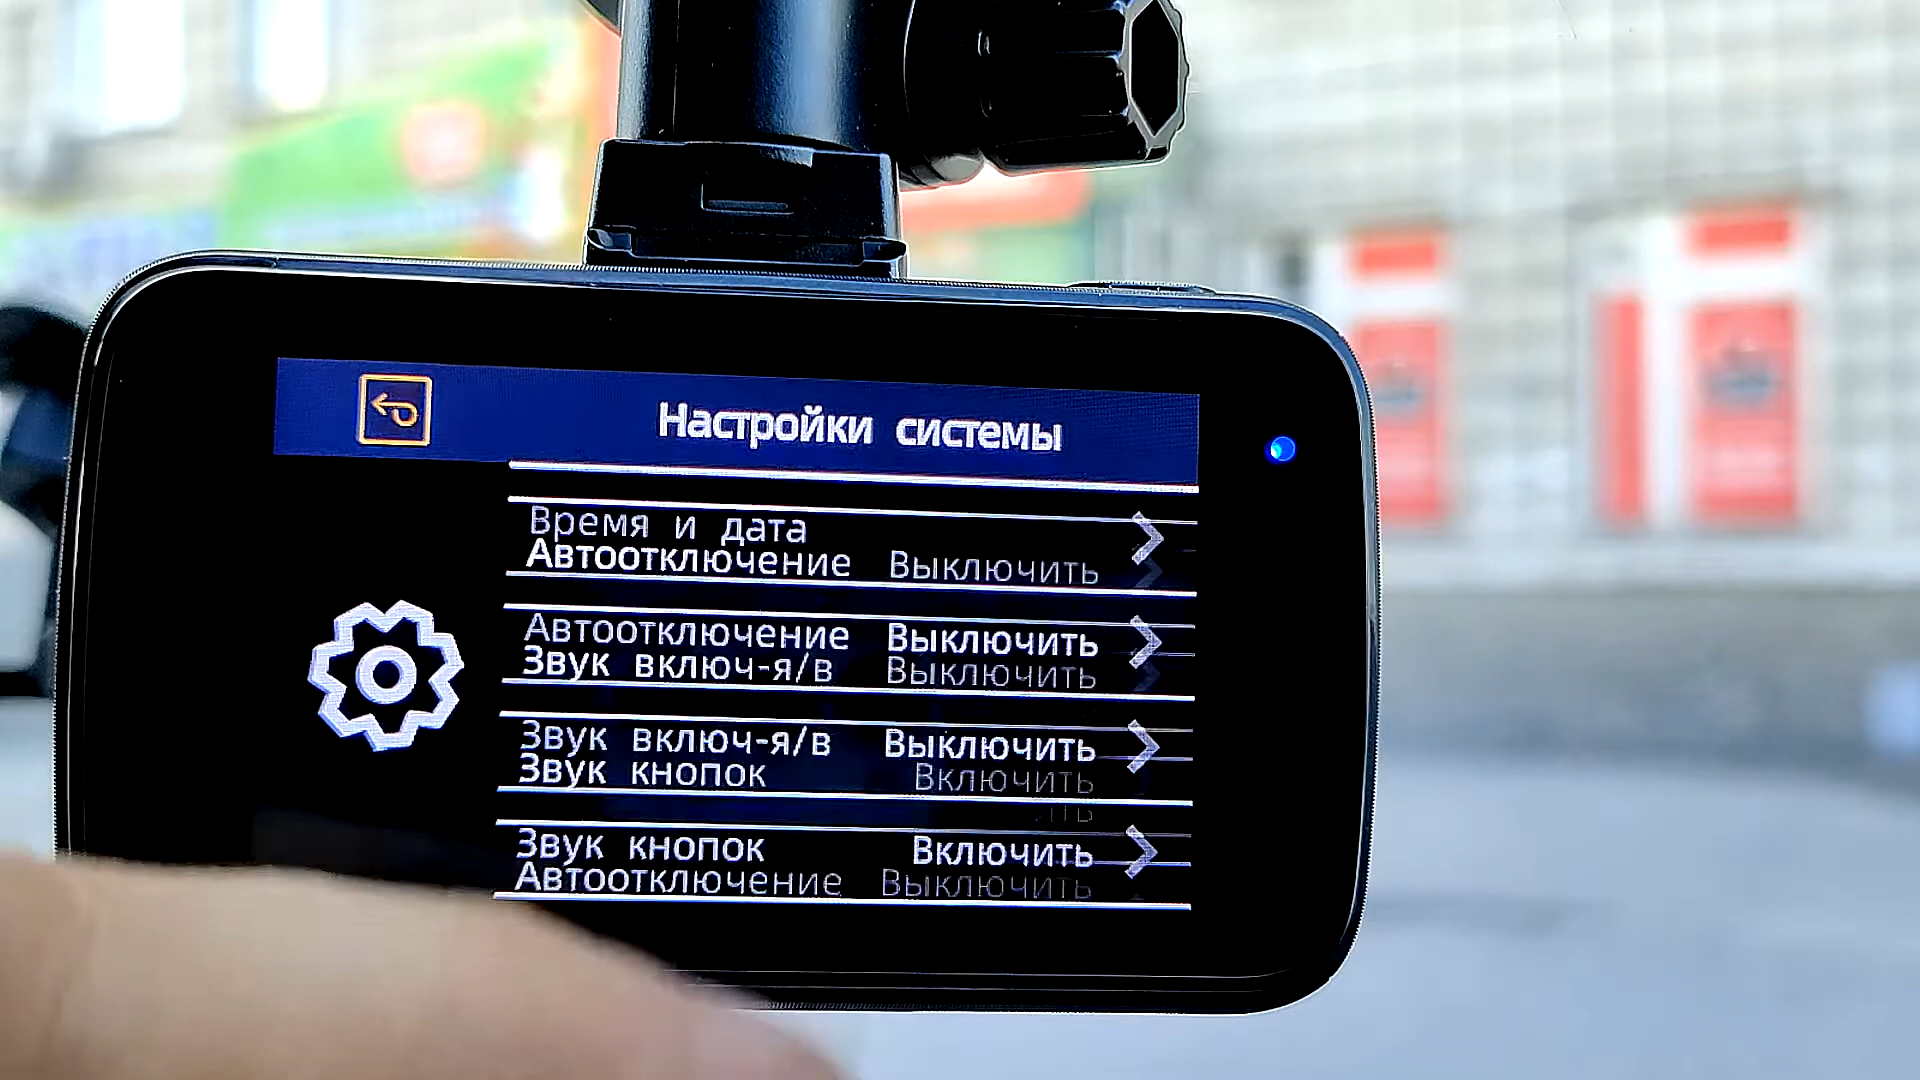 Настройки системы
Время и дата
Автоотключение Выключить
Автоотключение Выключить
Звук включ-я/в Выключить
Звук включ-я/в Выключить
Звук кнопок Включить
Звук кнопок Включить
Автоотключение Выключить